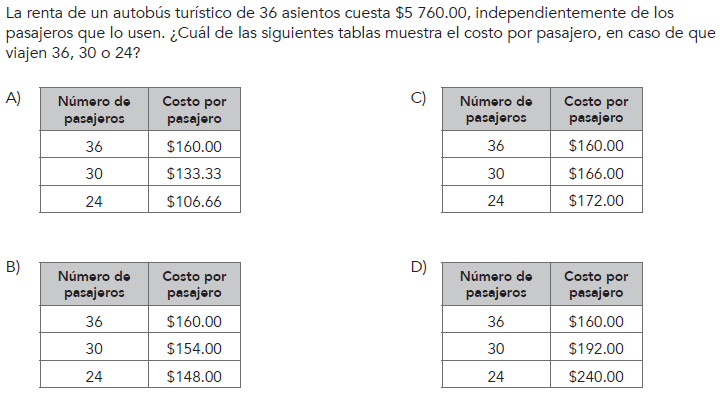 La renta de un autobús turístico de 36 asientos cuesta $5 760.00, independientemente de los
pasajeros que lo usen. ¿Cuál de las siguientes tablas muestra el costo por pasajero, en caso de que
viajen 36, 30 o 24?
A)
Número de pasajeros Costo por pasajero
36 $160.00
30 $133.33
24 $106.66
B)
Número de pasajeros Costo por pasajero
36 $160.00
30 $154.00
24 $148.00
C)
Número de pasajeros Costo por pasajero
36 $160.00
30 $166.00
24 $172.00
D)
Número de pasajeros Costo por pasajero
36 $160.00
30 $192.00
24 $240.00